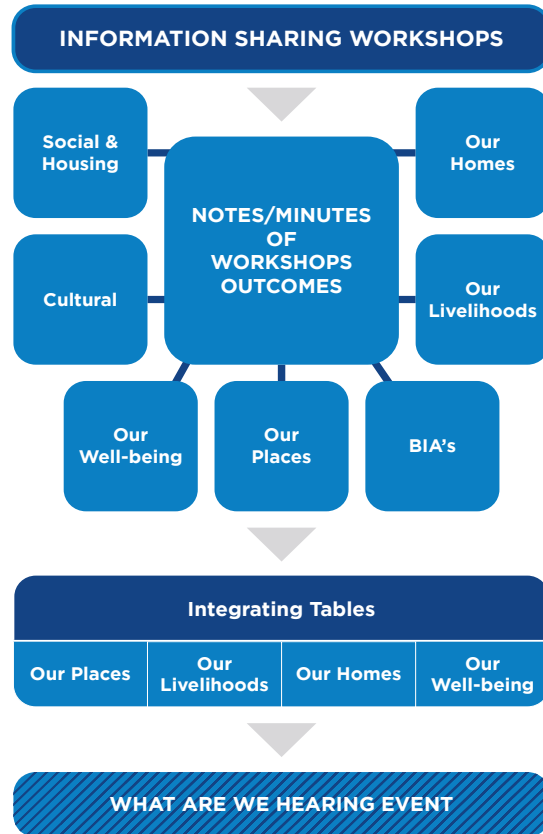 INFORMATION SHARING WORKSHOPS
Social &
Housing
Our
Homes
NOTES/MINUTES
OF
WORKSHOPS
OUTCOMES
Cultural
Our
Livelihoods
Our
Well-being
Our
Places
BIA's
Integrating Tables
Our Places
Our
Livelihoods
Our Homes
Our
Well-being
WHAT ARE WE HEARING EVENT